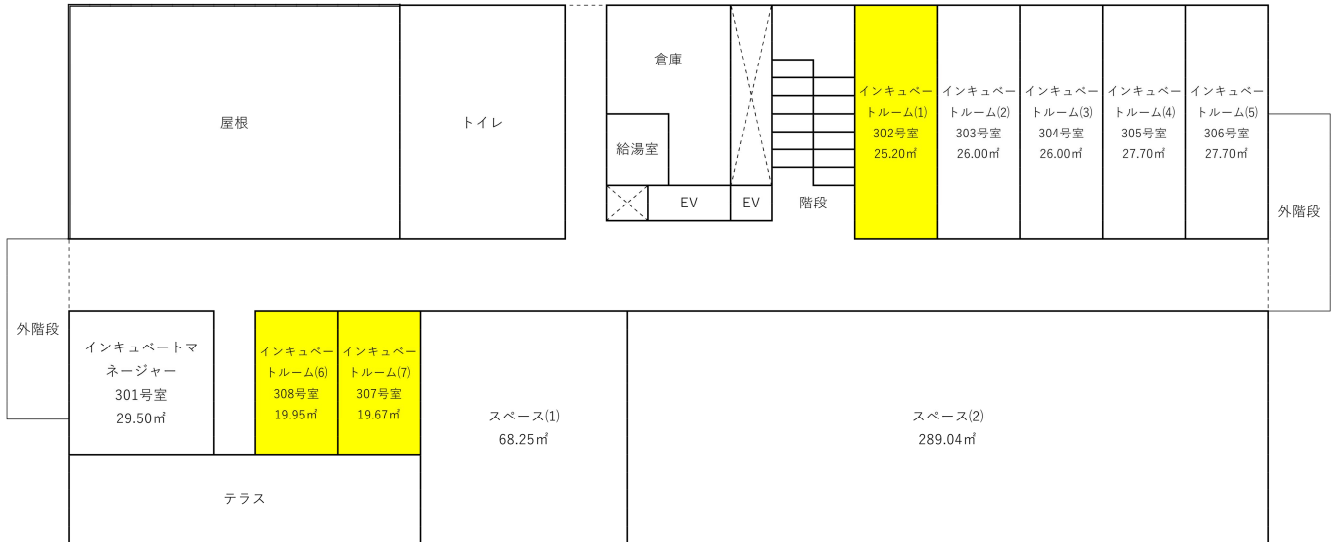 屋根
トイレ
倉庫
給湯室
EV
EV
階段
インキュベー
トルーム⑴
302号室
25.20㎡
インキュベー
トルーム⑵
303号室
26.00㎡
インキュベー
トルーム⑶
304号室
26.00㎡
インキュベー
トルーム⑷
305号室
27.70㎡
インキュベー
トルーム⑸
306号室
27.70㎡
外階段
外階段
インキュベートマ
ネージャー
301号室
29.50㎡
インキュベー
トルーム⑹
308号室
19.95㎡
インキュベー
トルーム⑺
307号室
19.67㎡
スペース⑴
68.25㎡
スペース⑵
289.04㎡
テラス